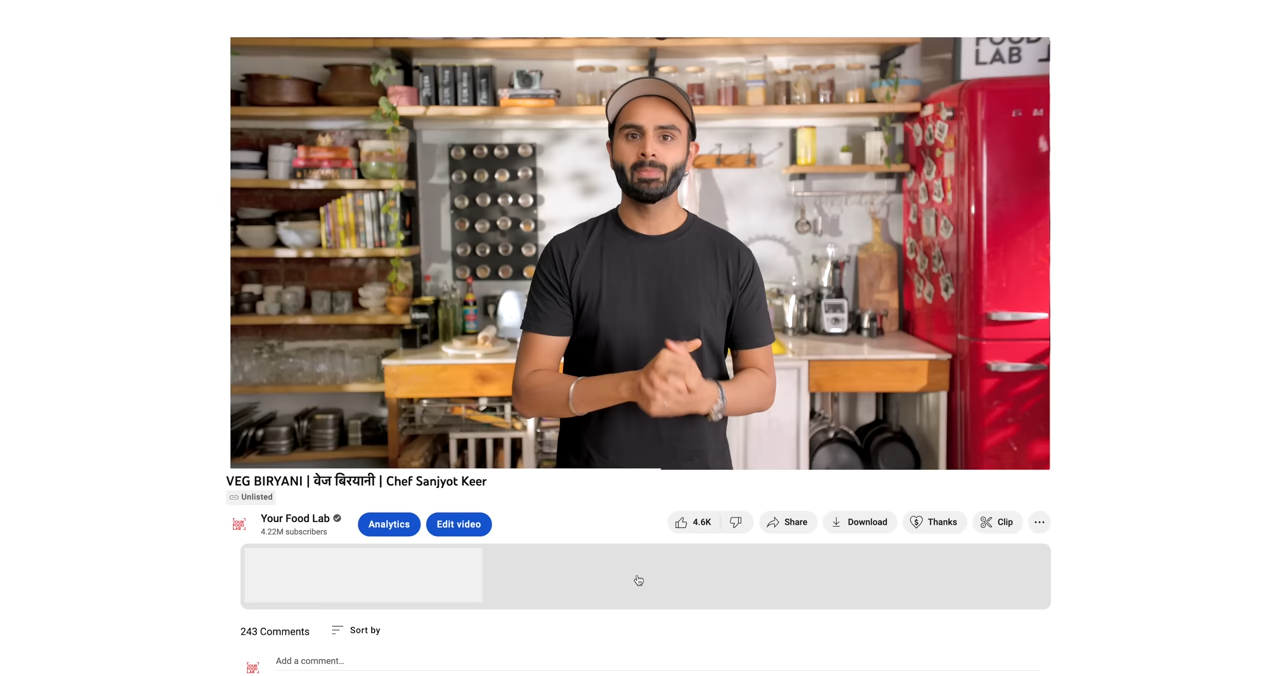 FOOD
LAB
VEG BIRYANI | वेज बिरयानी | Chef Sanjyot Keer
Unlisted
Your Food Lab
4.22M subscribers
Analytics
Edit video
4.6K
Share
Download
Thanks
Clip
243 Comments
Sort by
Add a comment...